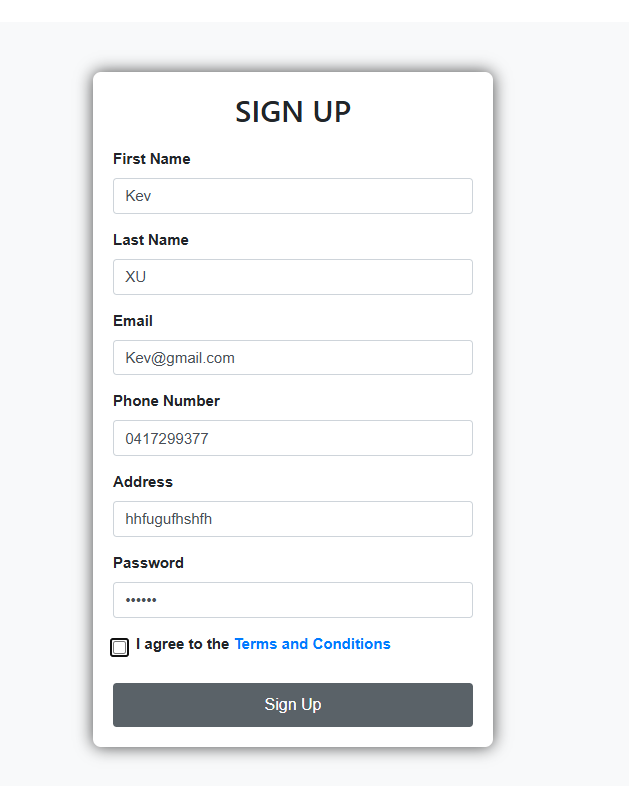 SIGN UP
First Name
Kev
Last Name
XU
Email
Kev@gmail.com
Phone Number
0417299377
Address
hhfugufhshfh
Password
••••••
I agree to the Terms and Conditions
Sign Up